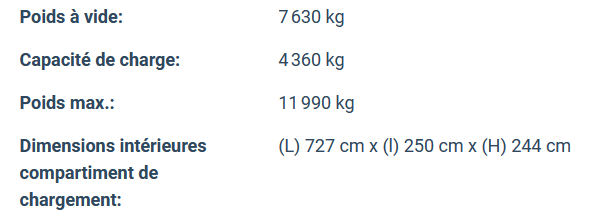 Poids à vide: 7 630 kg
Capacité de charge: 4 360 kg
Poids max.: 11 990 kg
Dimensions intérieures (L) 727 cm x (l) 250 cm x (H) 244 cm
compartiment de
chargement: